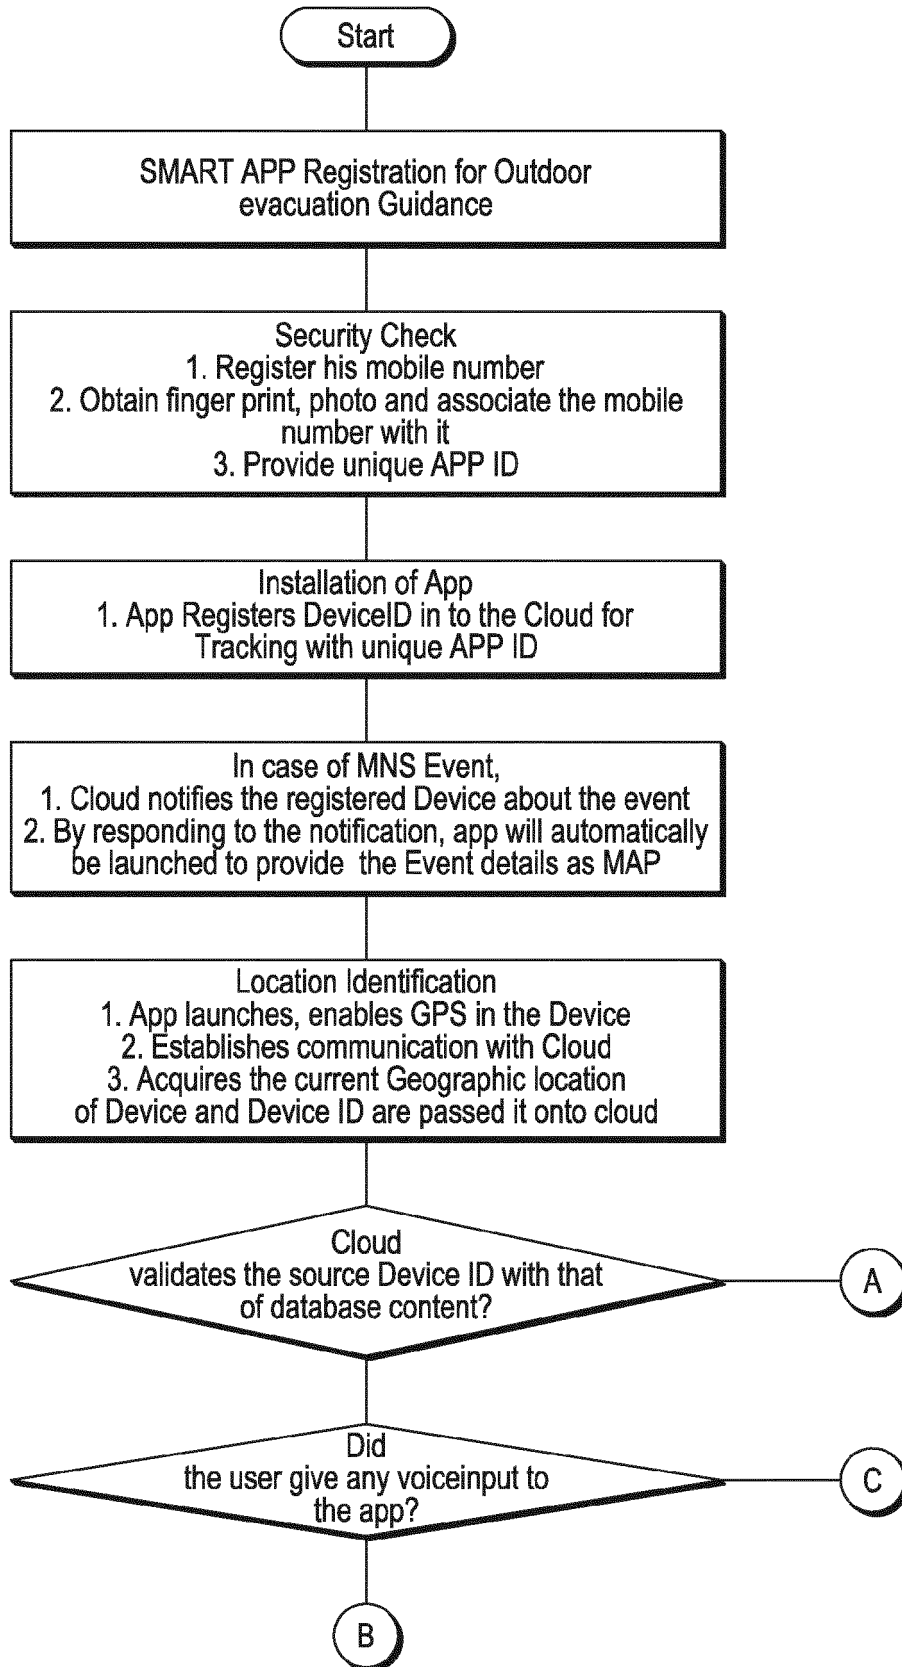 Start
SMART APP Registration for Outdoor
evacuation Guidance
Security Check
1. Register his mobile number
2. Obtain finger print, photo and associate the mobile
number with it
3. Provide unique APP ID
Installation of App
1. App Registers DeviceID in to the Cloud for
Tracking with unique APP ID
In case of MNS Event,
1. Cloud notifies the registered Device about the event
2. By responding to the notification, app will automatically
be launched to provide the Event details as MAP
Location Identification
1. App launches, enables GPS in the Device
2. Establishes communication with Cloud
3. Acquires the current Geographic location
of Device and Device ID are passed it onto cloud
Cloud
validates the source Device ID with that
of database content?
A
Did
the user give any voiceinput to
the app?
C
B